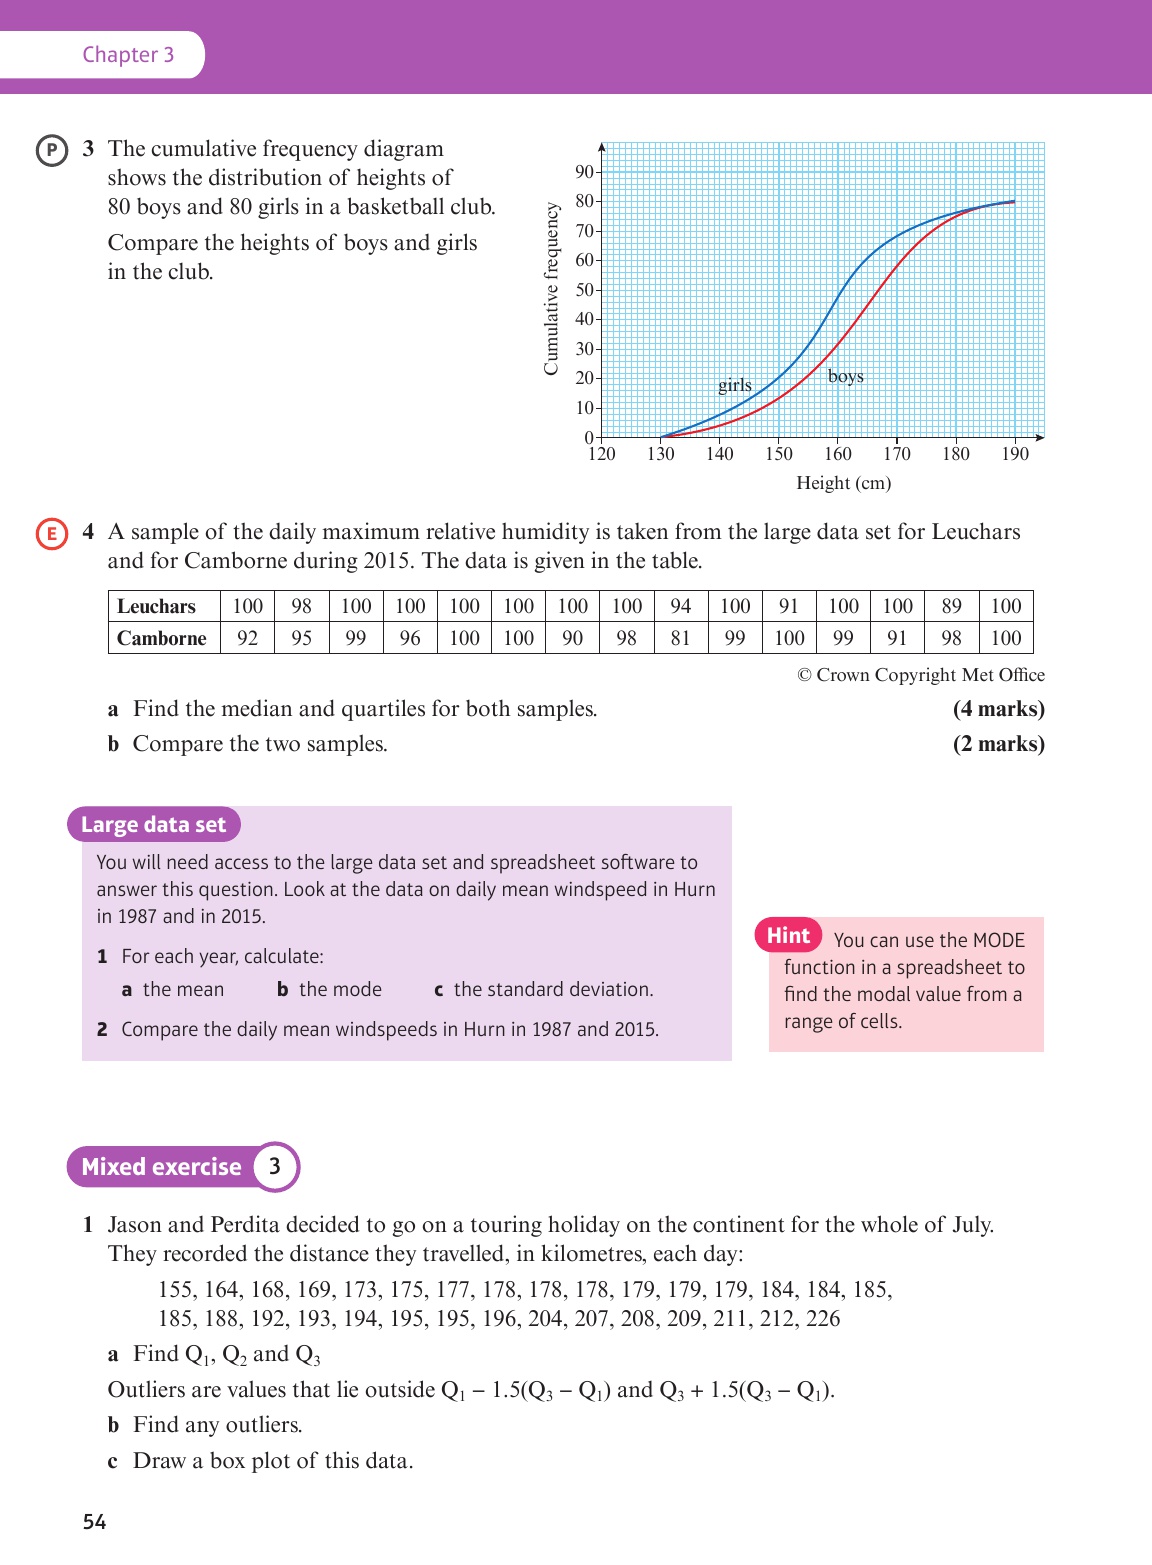 Chapter 3
P
3 The cumulative frequency diagram
shows the distribution of heights of
80 boys and 80 girls in a basketball club.
Compare the heights of boys and girls
in the club.
Cumulative frequency
90
80
70
60
50
40
30
20
10
0
girls
boys
120 130 140 150 160 170 180 190
Height (cm)
E
4 A sample of the daily maximum relative humidity is taken from the large data set for Leuchars
and for Camborne during 2015. The data is given in the table.
Leuchars 100 98 100 100 100 100 100 100 94 100 91 100 100 89 100
Camborne 92 95 99 96 100 100 90 98 81 99 100 99 91 98 100
© Crown Copyright Met Office
a Find the median and quartiles for both samples. (4 marks)
b Compare the two samples. (2 marks)
Large data set
You will need access to the large data set and spreadsheet software to
answer this question. Look at the data on daily mean windspeed in Hurn
in 1987 and in 2015.
1 For each year, calculate:
a the mean b the mode c the standard deviation.
2 Compare the daily mean windspeeds in Hurn in 1987 and 2015.
Hint You can use the MODE
function in a spreadsheet to
find the modal value from a
range of cells.
Mixed exercise 3
1 Jason and Perdita decided to go on a touring holiday on the continent for the whole of July.
They recorded the distance they travelled, in kilometres, each day:
155, 164, 168, 169, 173, 175, 177, 178, 178, 178, 179, 179, 179, 184, 184, 185,
185, 188, 192, 193, 194, 195, 195, 196, 204, 207, 208, 209, 211, 212, 226
a Find Q₁, Q₂ and Q₃
Outliers are values that lie outside Q₁ − 1.5(Q₃ − Q₁) and Q₃ + 1.5(Q₃ − Q₁).
b Find any outliers.
c Draw a box plot of this data.
54